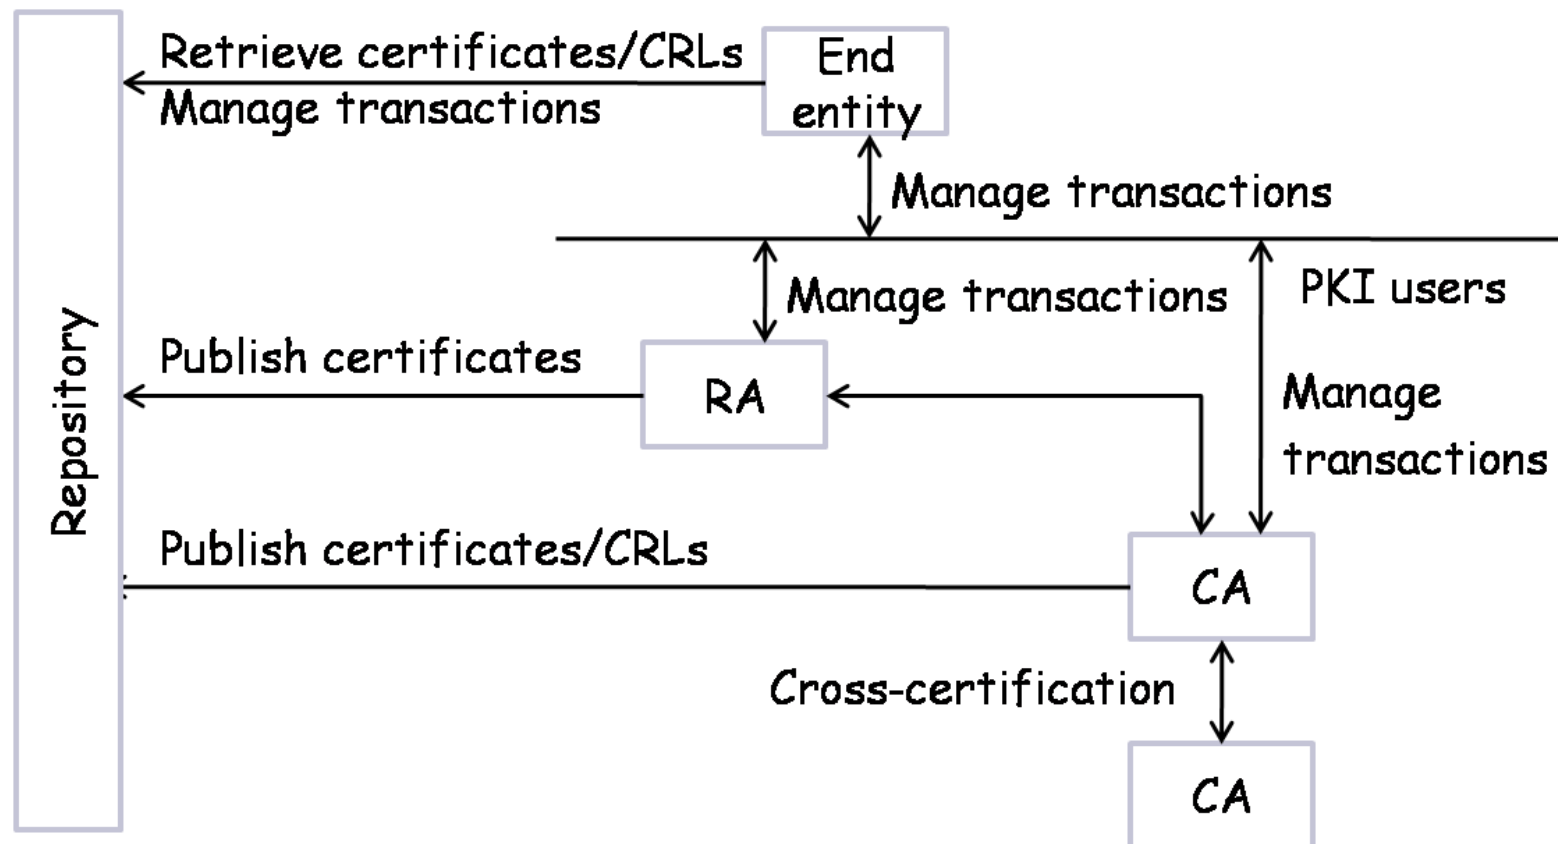 Retrieve certificates/CRLs
Manage transactions
End
entity
Manage transactions
Manage transactions
PKI users
Repository
Publish certificates
RA
Manage
transactions
Publish certificates/CRLs
CA
Cross-certification
CA